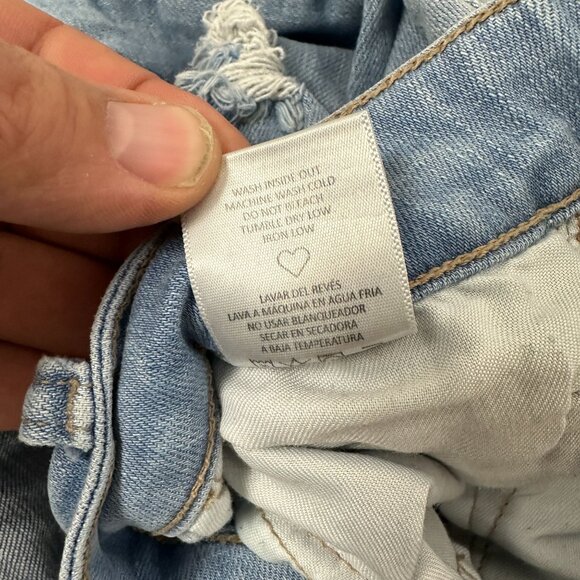 WASH INSIDE OUT
MACHINE WASH COLD
DO NOT BLEACH
TUMBLE DRY LOW
IRON LOW
LAVAR DEL REVÉS
LAVA A MÁQUINA EN AGUA FRIA
NO USAR BLANQUEADOR
SECAR EN SECADORA
A BAJA TEMPERATURA